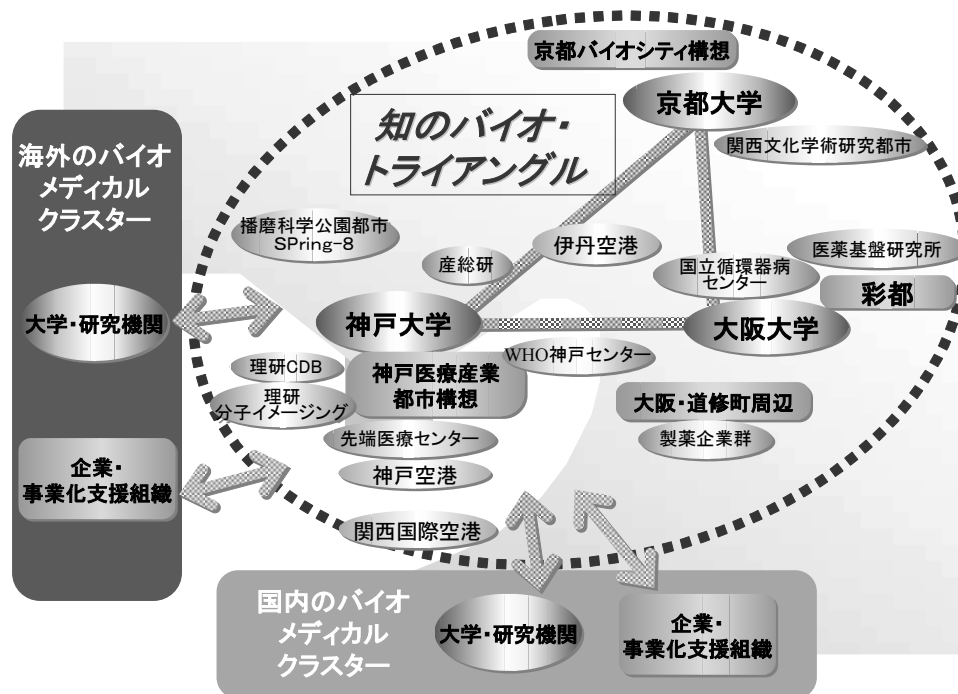 京都バイオシティ構想
京都大学
知のバイオ・
トライアングル
関西文化学術研究都市
海外のバイオ
メディカル
クラスター
播磨科学公園都市
SPring-8
伊丹空港
産総研
医薬基盤研究所
国立循環器病
センター
彩都
大学・研究機関
神戸大学
大阪大学
WHO神戸センター
理研CDB
神戸医療産業
都市構想
理研
分子イメージング
大阪・道修町周辺
先端医療センター
製薬企業群
企業・
事業化支援組織
神戸空港
関西国際空港
国内のバイオ
メディカル
クラスター
大学・研究機関
企業・
事業化支援組織